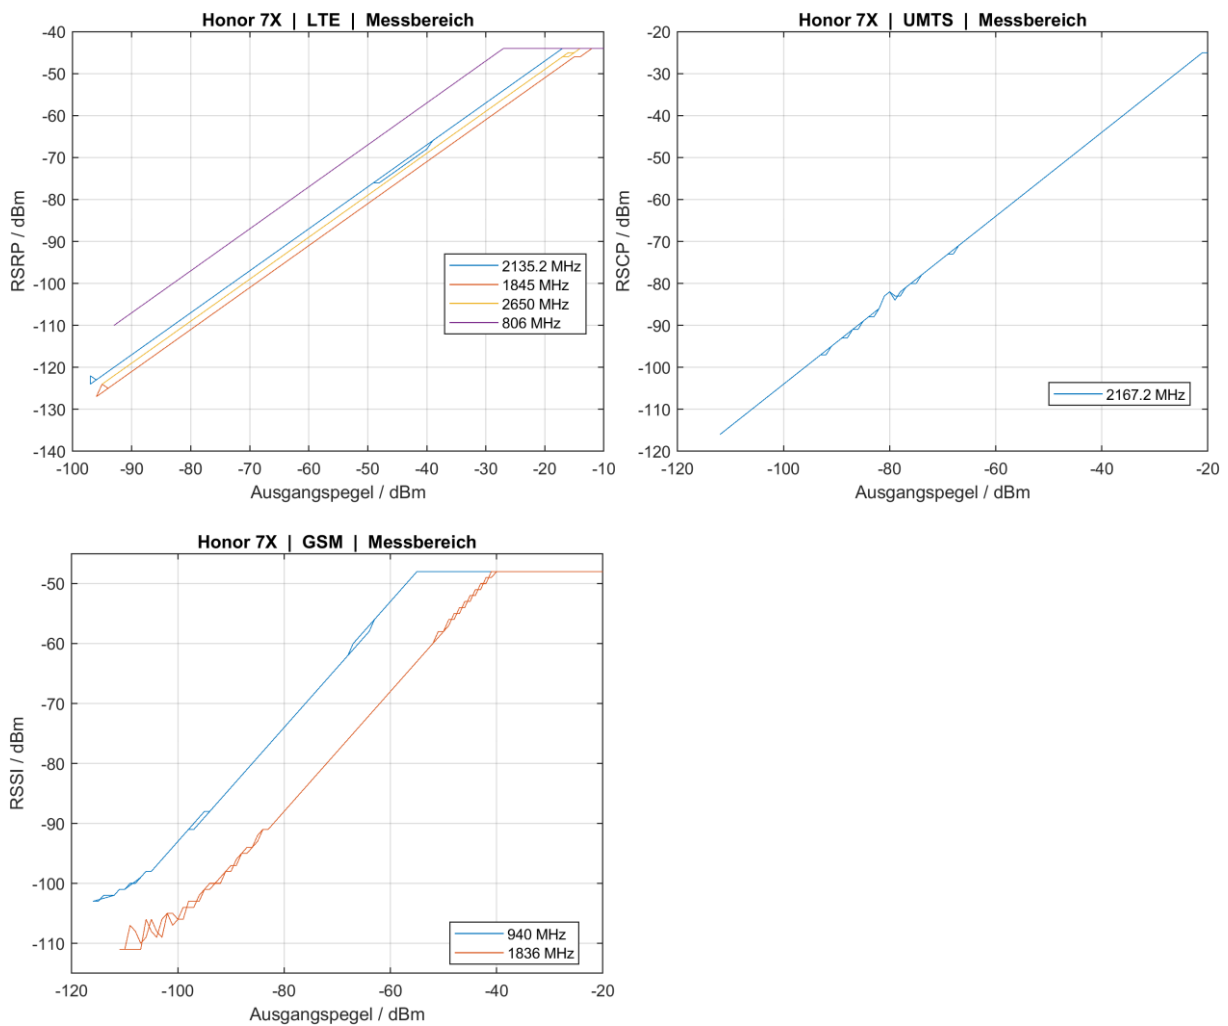 Honor 7X | LTE | Messbereich
-40
-50
-60
-70
-80
-90
-100
-110
-120
-130
-140
RSRP / dBm
2135.2 MHz
1845 MHz
2650 MHz
806 MHz
-100 -90 -80 -70 -60 -50 -40 -30 -20 -10
Ausgangspegel / dBm
Honor 7X | UMTS | Messbereich
-20
-30
-40
-50
-60
-70
-80
-90
-100
-110
-120
RSCP / dBm
2167.2 MHz
-120 -100 -80 -60 -40 -20
Ausgangspegel / dBm
Honor 7X | GSM | Messbereich
-50
-60
-70
-80
-90
-100
-110
RSSI / dBm
940 MHz
1836 MHz
-120 -100 -80 -60 -40 -20
Ausgangspegel / dBm